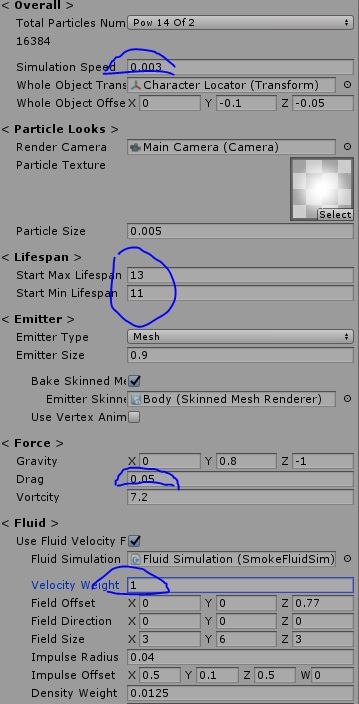 < Overall >
Total Particles Num Pow 14 Of 2
16384
Simulation Speed 0.003
Whole Object Trans Character Locator (Transform)
Whole Object Offse X 0 Y -0.1 Z -0.05
< Particle Looks >
Render Camera Main Camera (Camera)
Particle Texture
Select
Particle Size 0.005
< Lifespan >
Start Max Lifespan 13
Start Min Lifespan 11
< Emitter >
Emitter Type Mesh
Emitter Size 0.9
Bake Skinned Me
Emitter Skinne Body (Skinned Mesh Renderer)
Use Vertex Anim
< Force >
Gravity X 0 Y 0.8 Z -1
Drag 0.05
Vortcity 7.2
< Fluid >
Use Fluid Velocity F
Fluid Simulation Fluid Simulation (SmokeFluidSim)
Velocity Weight 1
Field Offset X 0 Y 0 Z 0.77
Field Direction X 0 Y 0 Z 0
Field Size X 3 Y 6 Z 3
Impulse Radius 0.04
Impulse Offset X 0.5 Y 0.1 Z 0.5 W 0
Density Weight 0.0125